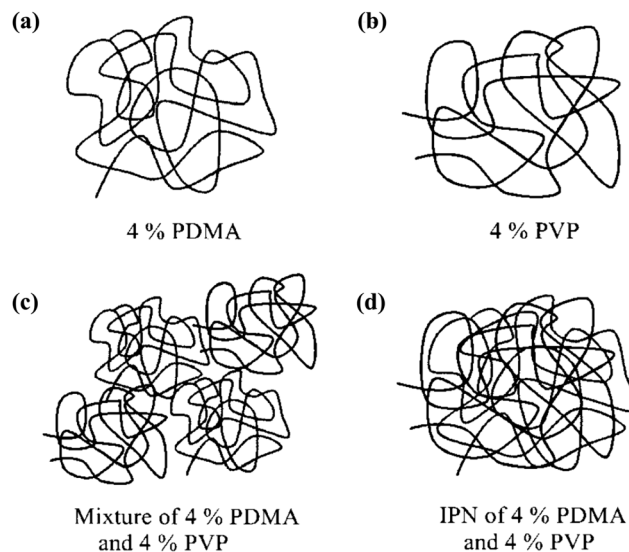 (a)
(b)
4 % PDMA
4 % PVP
(c)
(d)
Mixture of 4 % PDMA
and 4 % PVP
IPN of 4 % PDMA
and 4 % PVP